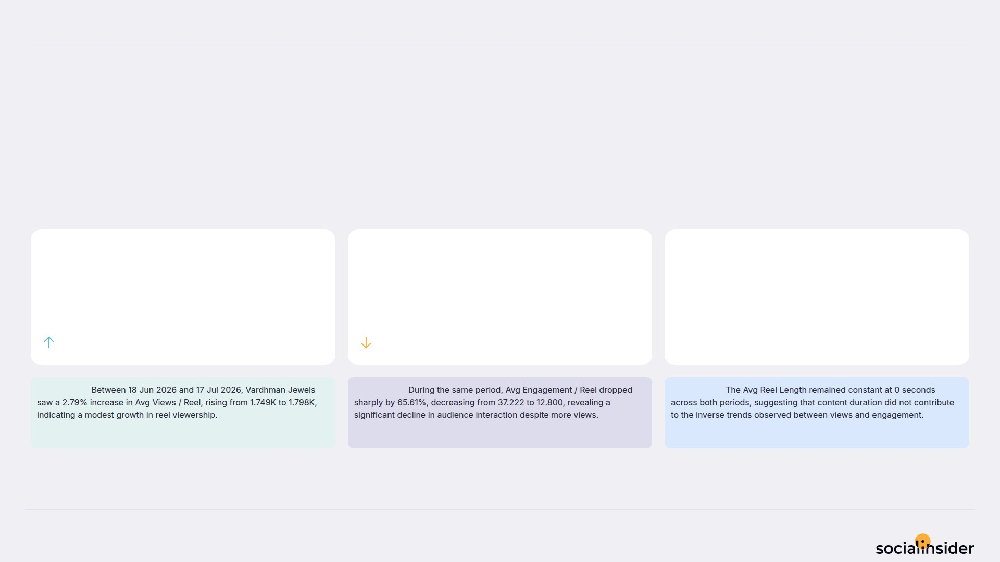 Between 18 Jun 2026 and 17 Jul 2026, Vardhman Jewels
saw a 2.79% increase in Avg Views / Reel, rising from 1.749K to 1.798K,
indicating a modest growth in reel viewership.
During the same period, Avg Engagement / Reel dropped
sharply by 65.61%, decreasing from 37.222 to 12.800, revealing a
significant decline in audience interaction despite more views.
The Avg Reel Length remained constant at 0 seconds
across both periods, suggesting that content duration did not contribute
to the inverse trends observed between views and engagement.
socialinsider